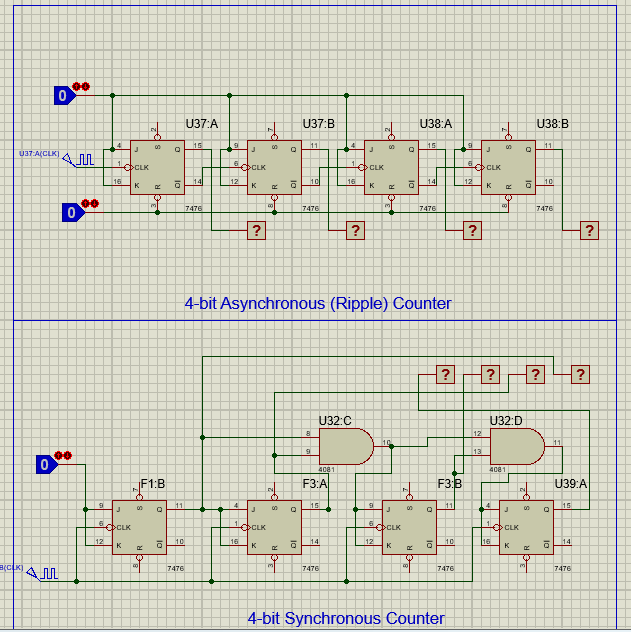 0
U37:A U37:B U38:A U38:B
2 7 2 7
4 J S Q 15 9 J S Q 11 4 J S Q 15 9 J S Q 11
U37:A(CLK)
1 CLK 6 CLK 1 CLK 6 CLK
16 K R Q 14 12 K R Q 10 16 K R Q 14 12 K R Q 10
0
3 7476 8 7476 3 7476 8 7476
? ? ? ?
4-bit Asynchronous (Ripple) Counter
? ? ? ?
U32:C U32:D
8 10 12 11
9 13
0
4081 4081
F1:B F3:A F3:B U39:A
7 2 7 2
9 J S Q 11 4 J S Q 15 9 J S Q 11 4 J S Q 15
6 CLK 1 CLK 6 CLK 1 CLK
12 K R Q 10 16 K R Q 14 12 K R Q 10 16 K R Q 14
B(CLK)
8 7476 3 7476 8 7476 3 7476
4-bit Synchronous Counter